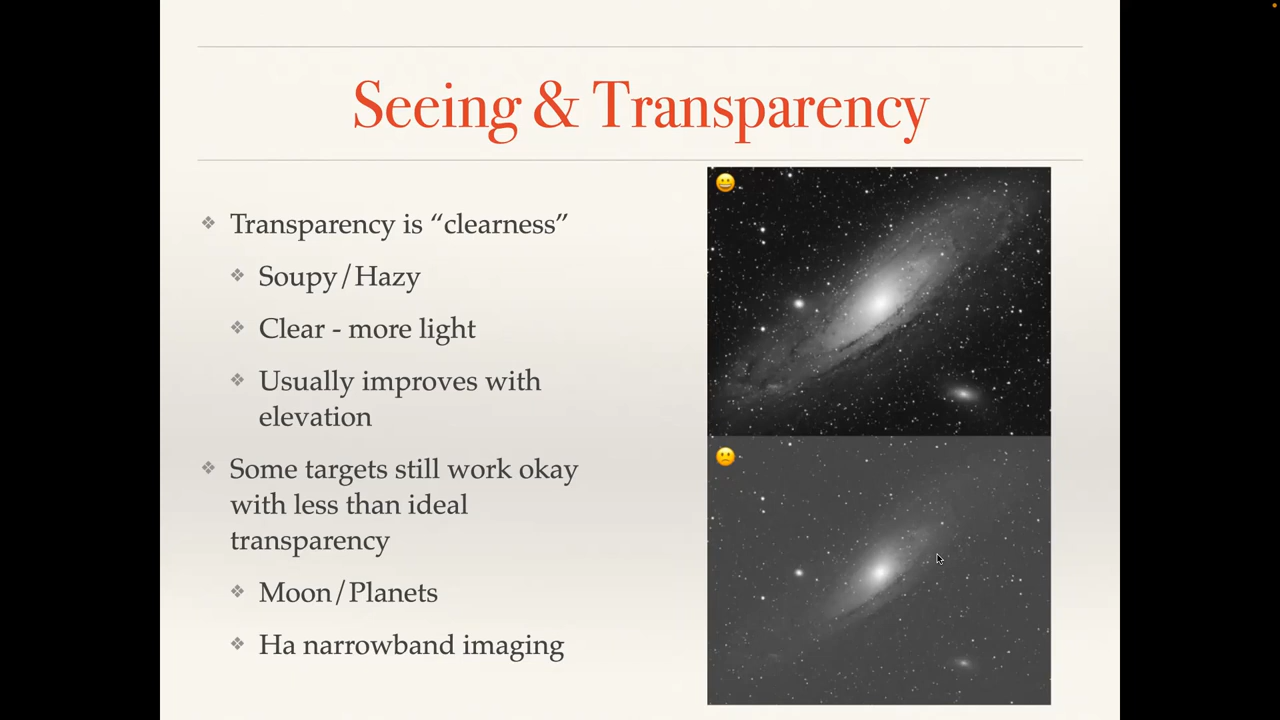 Seeing & Transparency
Transparency is “clearness”
Soupy/Hazy
Clear - more light
Usually improves with
elevation
Some targets still work okay
with less than ideal
transparency
Moon/Planets
Ha narrowband imaging